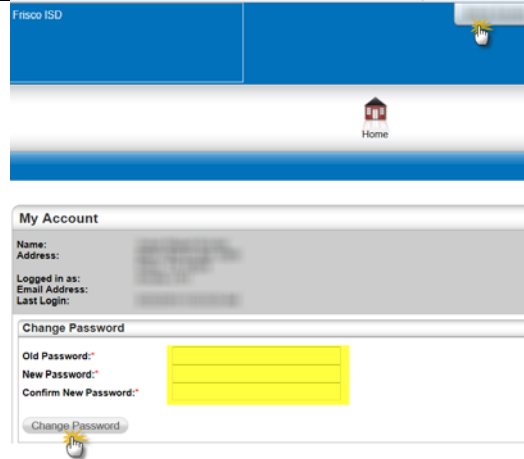 Frisco ISD
Home
My Account
Name:
Address:
Logged in as:
Email Address:
Last Login:
Change Password
Old Password:*
New Password:*
Confirm New Password:*
Change Password